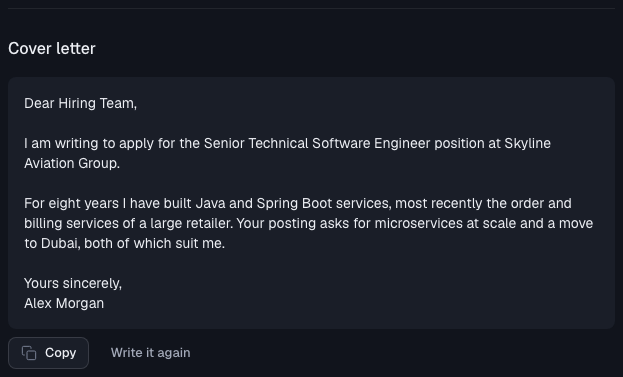 Cover letter
Dear Hiring Team,
I am writing to apply for the Senior Technical Software Engineer position at Skyline
Aviation Group.
For eight years I have built Java and Spring Boot services, most recently the order and
billing services of a large retailer. Your posting asks for microservices at scale and a move
to Dubai, both of which suit me.
Yours sincerely,
Alex Morgan
Copy
Write it again